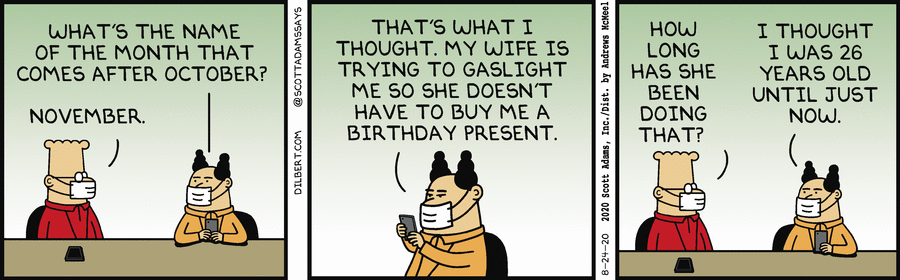 WHAT'S THE NAME
OF THE MONTH THAT
COMES AFTER OCTOBER?
NOVEMBER.
DILBERT.COM @SCOTTADAMSSAYS
THAT'S WHAT I
THOUGHT. MY WIFE IS
TRYING TO GASLIGHT
ME SO SHE DOESN'T
HAVE TO BUY ME A
BIRTHDAY PRESENT.
8-24-20 2020 Scott Adams, Inc./Dist. by Andrews McMeel
HOW
LONG
HAS SHE
BEEN
DOING
THAT?
I THOUGHT
I WAS 26
YEARS OLD
UNTIL JUST
NOW.